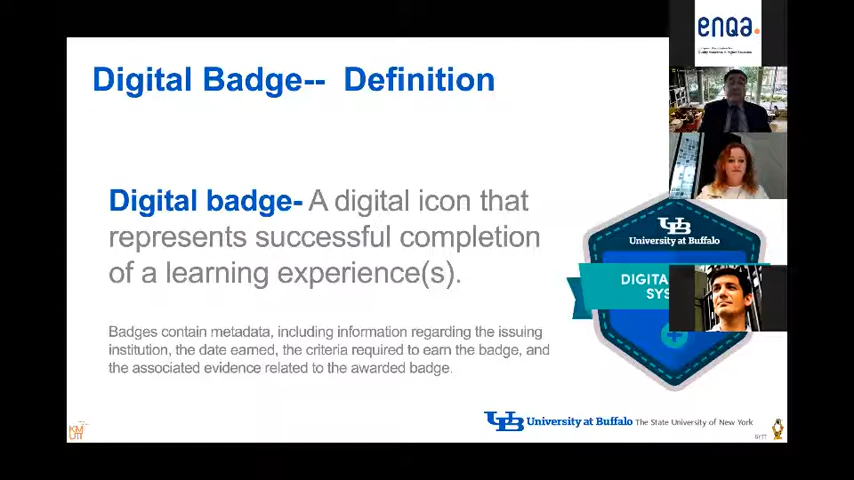 enqa.
Digital Badge-- Definition
Digital badge- A digital icon that
represents successful completion
of a learning experience(s).
UB
University at Buffalo
DIGITA
SYS
Badges contain metadata, including information regarding the issuing
institution, the date earned, the criteria required to earn the badge, and
the associated evidence related to the awarded badge.
KM
UTT
UB University at Buffalo The State University of New York